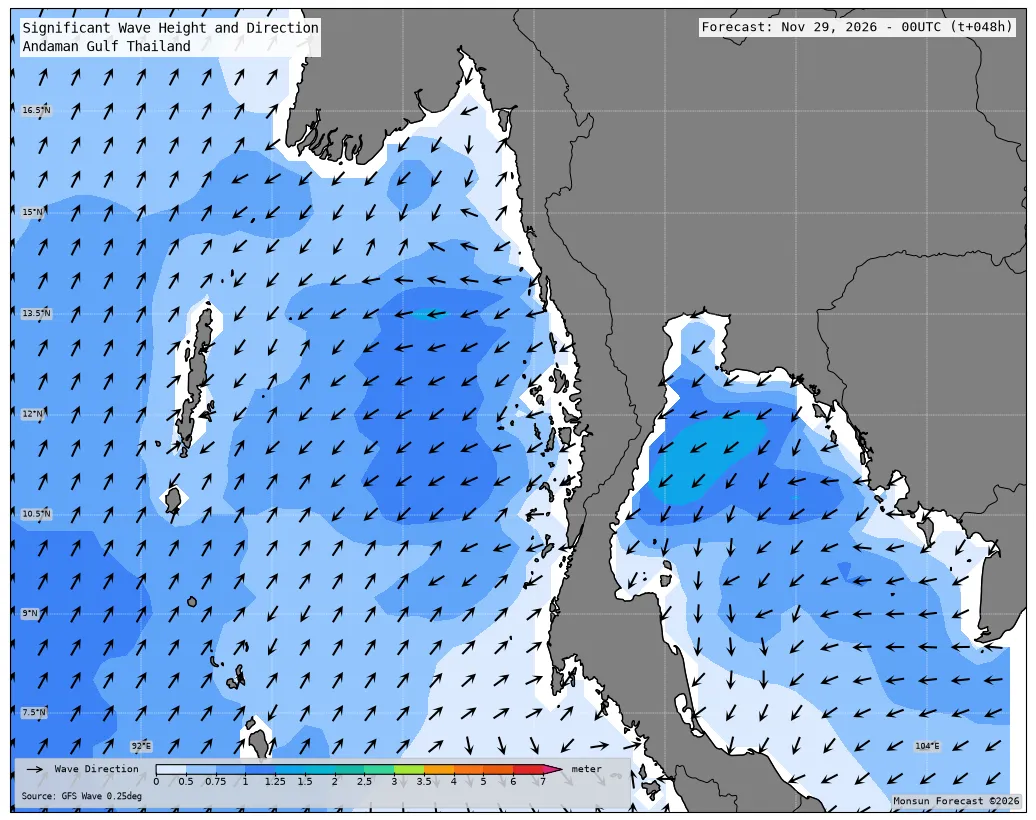 Significant Wave Height and Direction
Andaman Gulf Thailand
Forecast: Nov 29, 2026 - 00UTC (t+048h)
16.5°N
15°N
13.5°N
12°N
10.5°N
9°N
7.5°N
92°E
104°E
Wave Direction
meter
0.5 0.75 1 1.25 1.5 2 2.5 3 3.5 4 5 6 7
Source: GFS Wave 0.25deg
Monsun Forecast ©2026